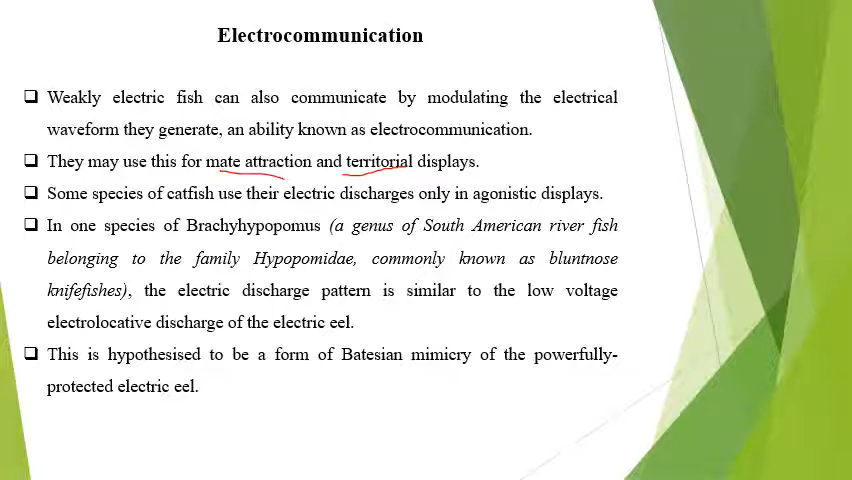 Electrocommunication
❑ Weakly electric fish can also communicate by modulating the electrical
waveform they generate, an ability known as electrocommunication.
❑ They may use this for mate attraction and territorial displays.
❑ Some species of catfish use their electric discharges only in agonistic displays.
❑ In one species of Brachyhypopomus (a genus of South American river fish
belonging to the family Hypopomidae, commonly known as bluntnose
knifefishes), the electric discharge pattern is similar to the low voltage
electrolocative discharge of the electric eel.
❑ This is hypothesised to be a form of Batesian mimicry of the powerfully-
protected electric eel.